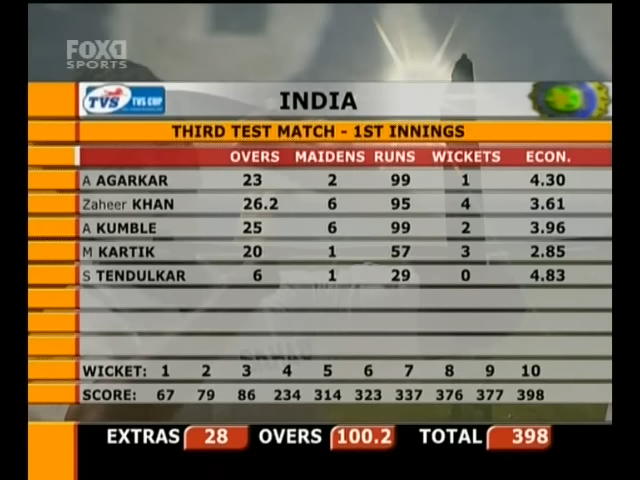 FOX
SPORTS
TVS TVS CUP
INDIA
THIRD TEST MATCH - 1ST INNINGS
OVERS MAIDENS RUNS WICKETS ECON.
A AGARKAR 23 2 99 1 4.30
Zaheer KHAN 26.2 6 95 4 3.61
A KUMBLE 25 6 99 2 3.96
M KARTIK 20 1 57 3 2.85
S TENDULKAR 6 1 29 0 4.83
WICKET: 1 2 3 4 5 6 7 8 9 10
SCORE: 67 79 86 234 314 323 337 376 377 398
EXTRAS 28 OVERS 100.2 TOTAL 398